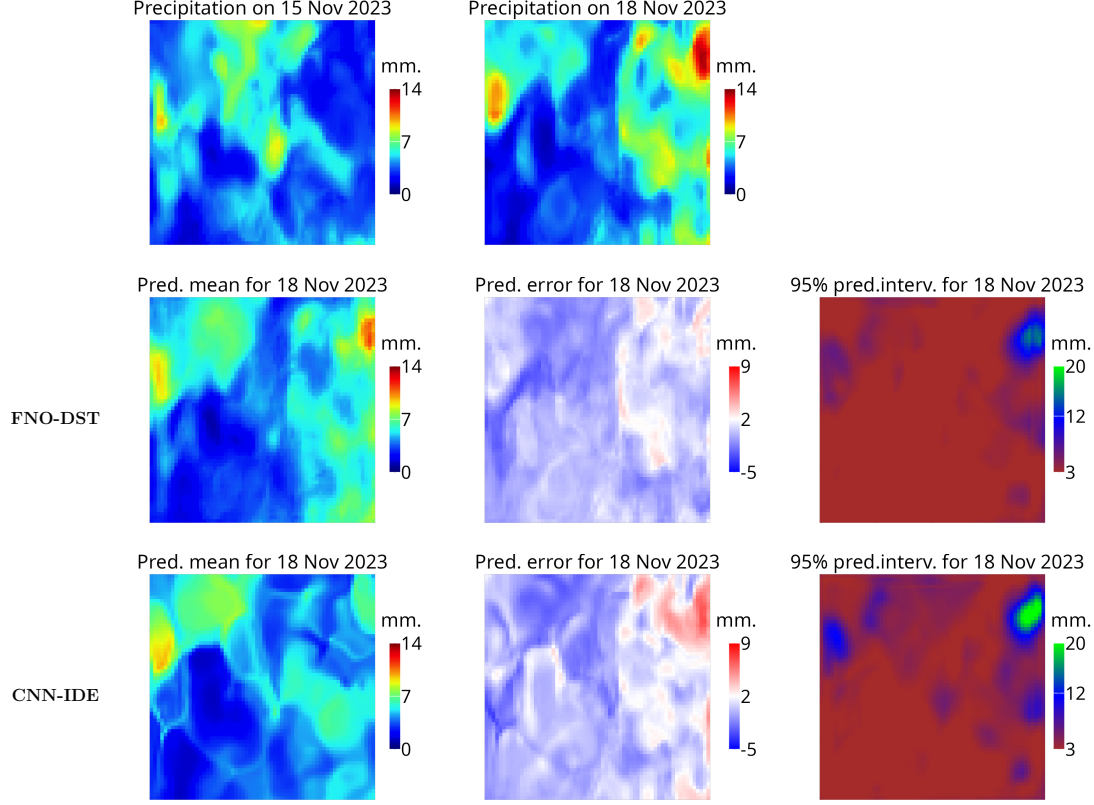 Precipitation on 15 Nov 2023
Precipitation on 18 Nov 2023
mm.
14
7
0
mm.
14
7
0
Pred. mean for 18 Nov 2023
Pred. error for 18 Nov 2023
95% pred.interv. for 18 Nov 2023
FNO-DST
mm.
14
7
0
mm.
9
2
-5
mm.
20
12
3
Pred. mean for 18 Nov 2023
Pred. error for 18 Nov 2023
95% pred.interv. for 18 Nov 2023
CNN-IDE
mm.
14
7
0
mm.
9
2
-5
mm.
20
12
3